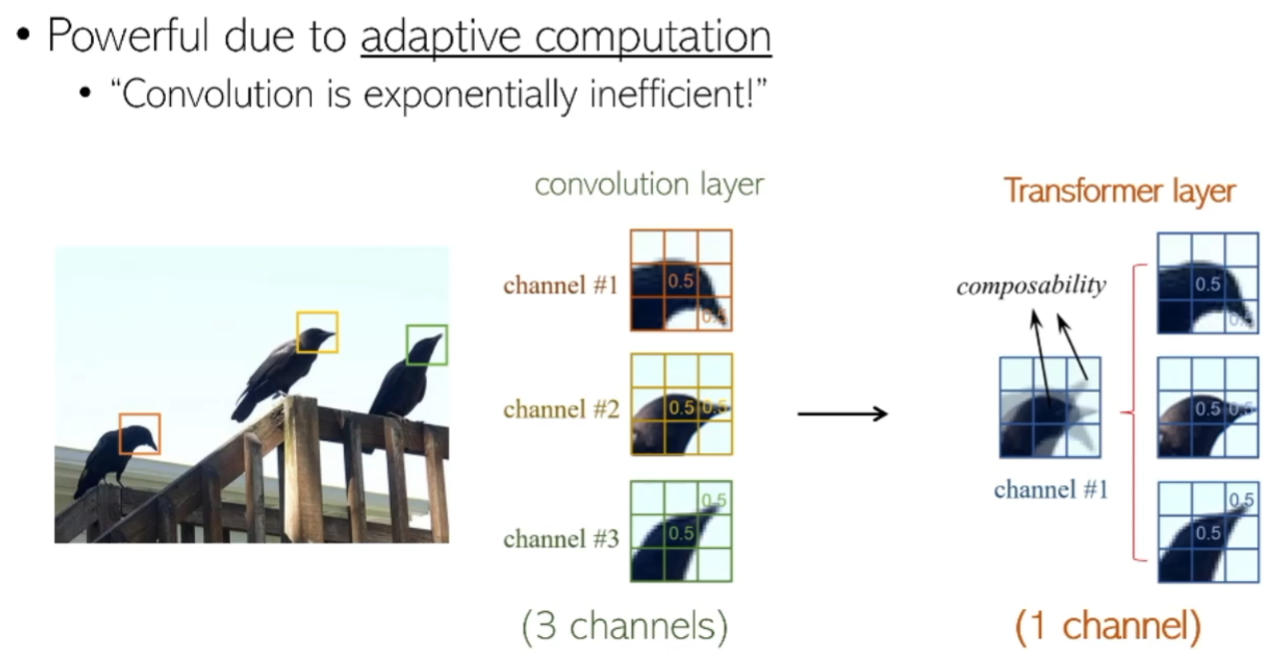 • Powerful due to adaptive computation
• “Convolution is exponentially inefficient!”
convolution layer
channel #1
0.5
0.5
channel #2
0.5 0.5
channel #3
0.5
0.5
(3 channels)
Transformer layer
composability
channel #1
0.5
0.5
0.5 0.5
0.5
0.5
(1 channel)